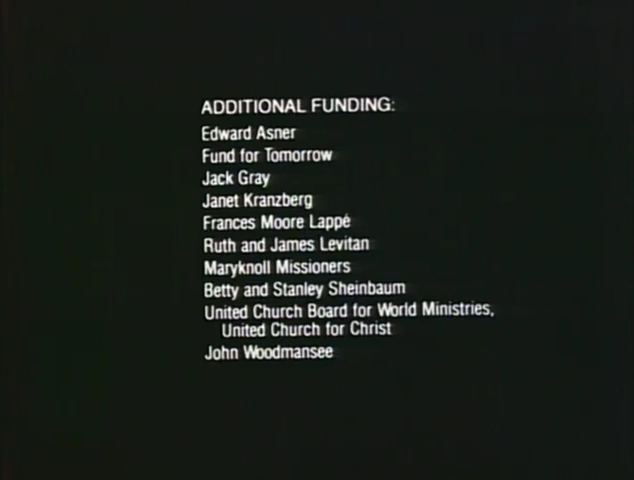 ADDITIONAL FUNDING:
Edward Asner
Fund for Tomorrow
Jack Gray
Janet Kranzberg
Frances Moore Lappé
Ruth and James Levitan
Maryknoll Missioners
Betty and Stanley Sheinbaum
United Church Board for World Ministries,
United Church for Christ
John Woodmansee